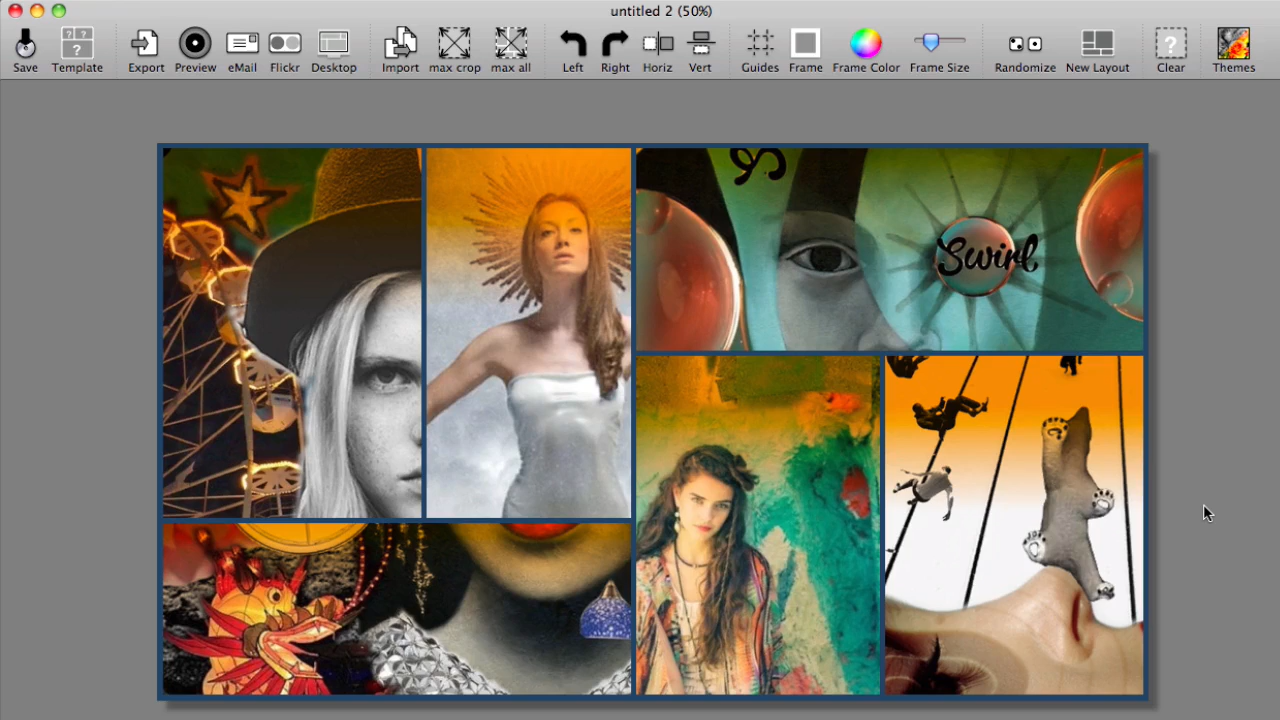 untitled 2 (50%)
Save Template Export Preview eMail Flickr Desktop Import max crop max all Left Right Horiz Vert Guides Frame Frame Color Frame Size Randomize New Layout Clear Themes
Swirl